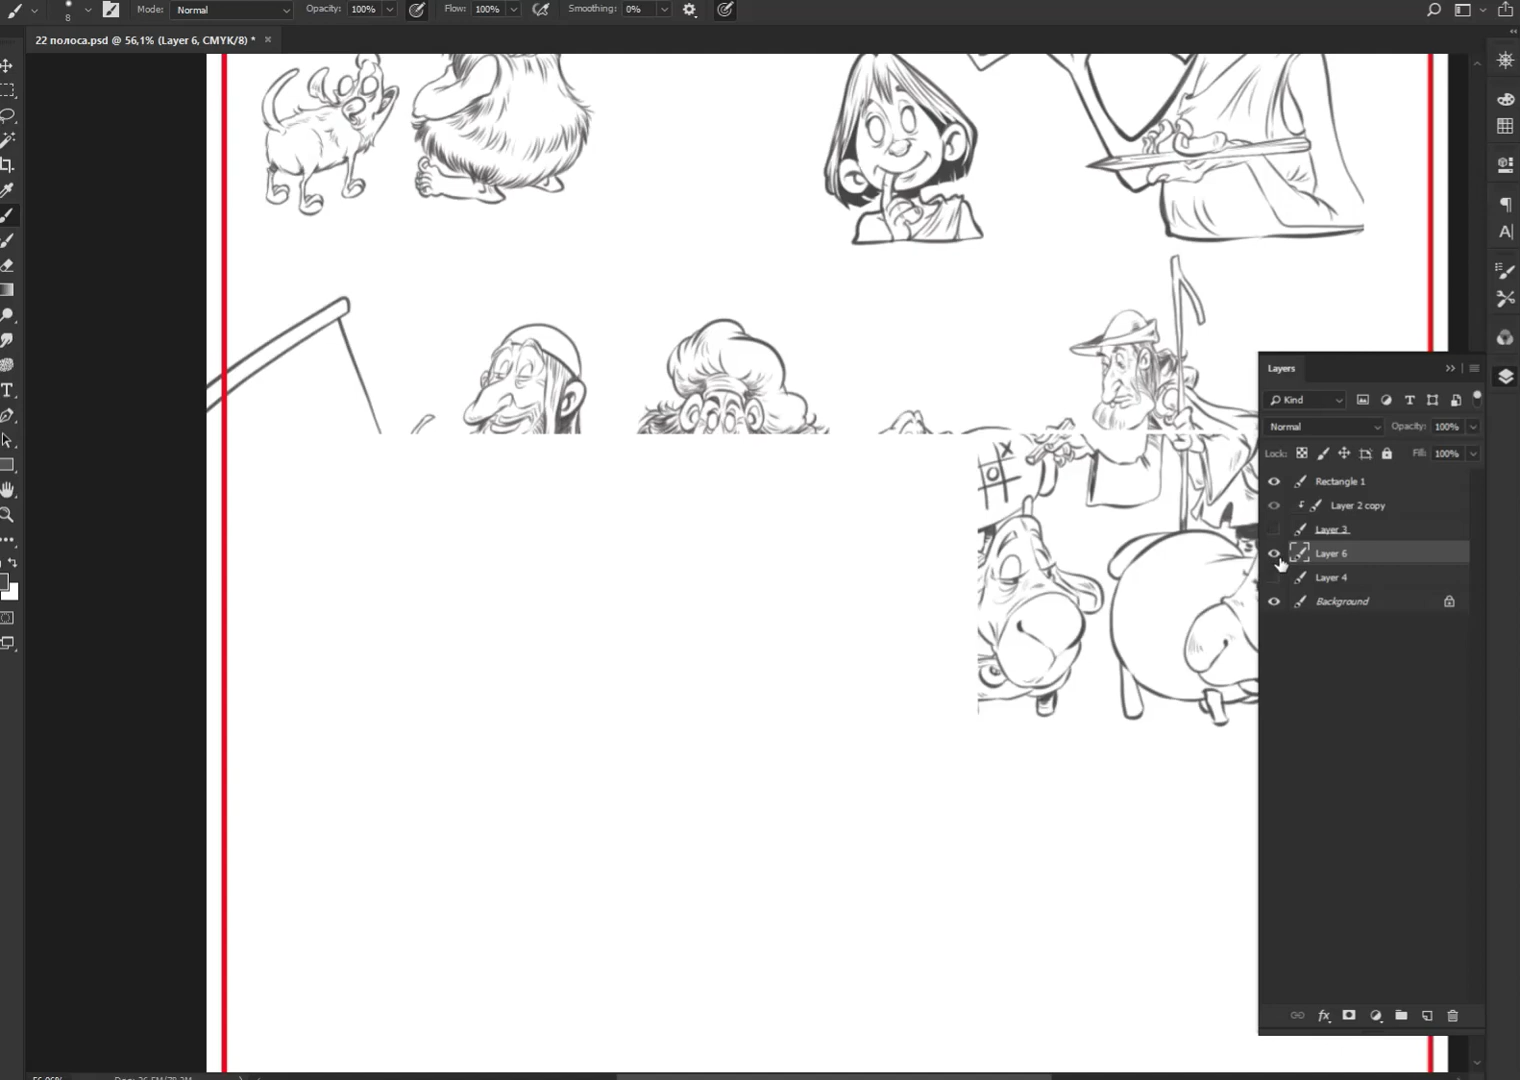 Mode: Normal Opacity: 100% Flow: 100% Smoothing: 0%
8
22 полоса.psd @ 56,1% (Layer 6, CMYK/8) *
Layers
Kind
Normal Opacity: 100%
Lock: Fill: 100%
Rectangle 1
Layer 2 copy
Layer 3
Layer 6
Layer 4
Background